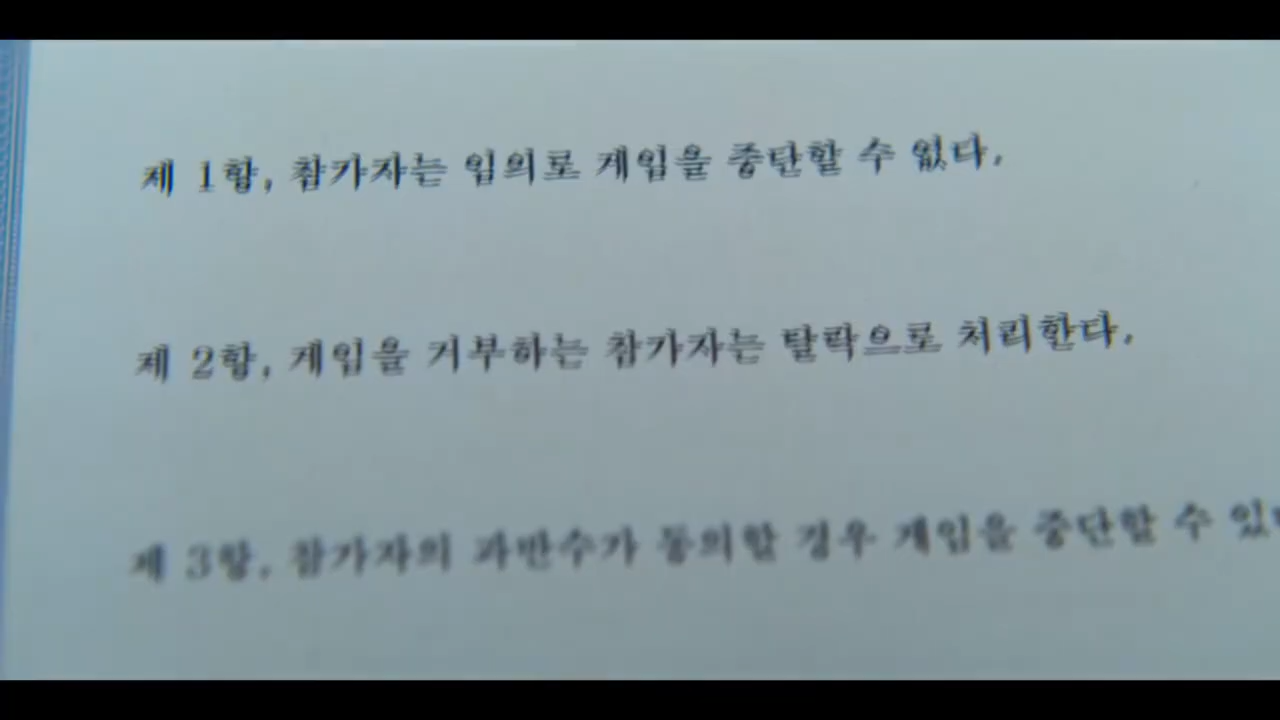 제 1항, 참가자는 임의로 게임을 중단할 수 없다.
제 2항, 게임을 거부하는 참가자는 탈락으로 처리한다.
제 3항, 참가자의 과반수가 동의할 경우 게임을 중단할 수